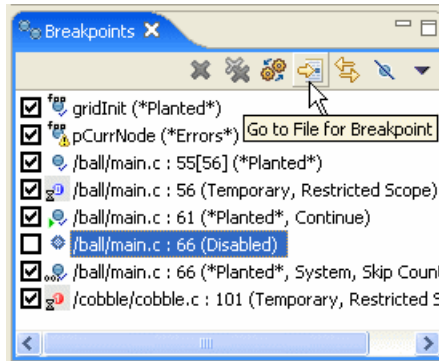 Breakpoints
gridInit (*Planted*)
pCurrNode (*Errors*)
Go to File for Breakpoint
/ball/main.c : 55[56] (*Planted*)
/ball/main.c : 56 (Temporary, Restricted Scope)
/ball/main.c : 61 (*Planted*, Continue)
/ball/main.c : 66 (Disabled)
/ball/main.c : 66 (*Planted*, System, Skip Count
/cobble/cobble.c : 101 (Temporary, Restricted S